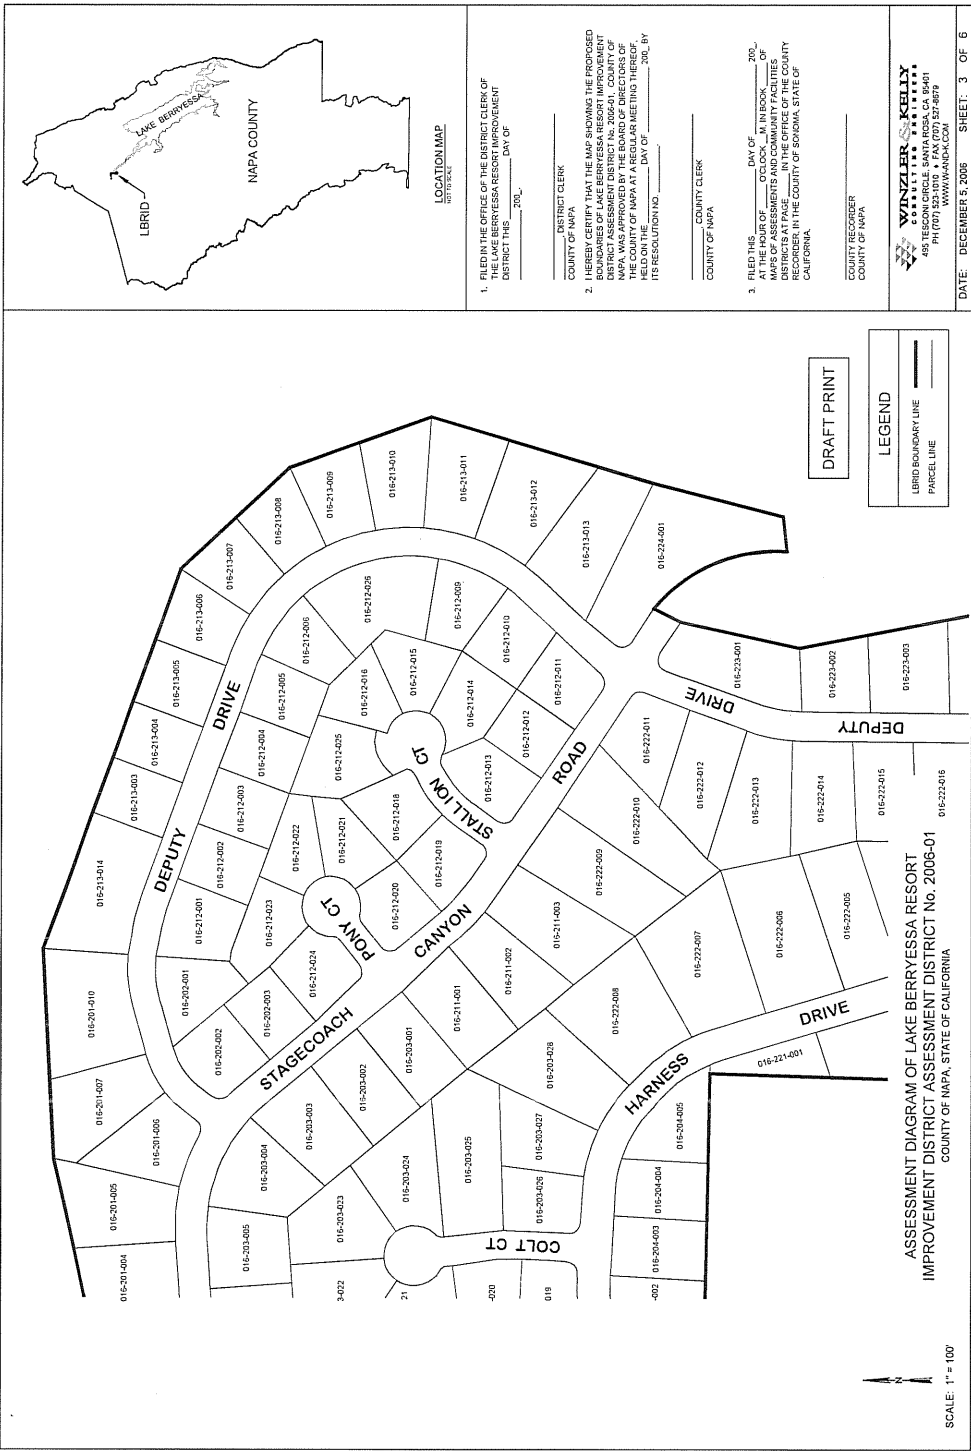 LAKE BERRYESSA
NAPA COUNTY
LBRID
LOCATION MAP
NOT TO SCALE
1. FILED IN THE OFFICE OF THE DISTRICT CLERK OF
THE LAKE BERRYESSA RESORT IMPROVEMENT
DISTRICT THIS ____ DAY OF
________ 200_.
________, DISTRICT CLERK
COUNTY OF NAPA
2. I HEREBY CERTIFY THAT THE MAP SHOWING THE PROPOSED
BOUNDARIES OF LAKE BERRYESSA RESORT IMPROVEMENT
DISTRICT ASSESSMENT DISTRICT No. 2006-01, COUNTY OF
NAPA, WAS APPROVED BY THE BOARD OF DIRECTORS OF
THE COUNTY OF NAPA AT A REGULAR MEETING THEREOF,
HELD ON THE ____ DAY OF ________ 200_ BY
ITS RESOLUTION NO. ________
________, COUNTY CLERK
COUNTY OF NAPA
3. FILED THIS ____ DAY OF ________ 200_,
AT THE HOUR OF ____ O'CLOCK _M, IN BOOK ____ OF
MAPS OF ASSESSMENTS AND COMMUNITY FACILITIES
DISTRICTS AT PAGE ____ IN THE OFFICE OF THE COUNTY
RECORDER, IN THE COUNTY OF SONOMA, STATE OF
CALIFORNIA.
COUNTY RECORDER
COUNTY OF NAPA
WINZLER & KELLY
CONSULTING ENGINEERS
495 TESCONI CIRCLE, SANTA ROSA, CA 95401
PH (707) 523-1010 ♦ FAX (707) 527-8679
WWW.W-AND-K.COM
DATE: DECEMBER 5, 2006 SHEET: 3 OF 6
DRAFT PRINT
LEGEND
LBRID BOUNDARY LINE
PARCEL LINE
016-201-004
016-201-005
016-201-006
016-201-007
016-201-010
016-213-014
016-213-003
016-213-004
016-213-005
016-213-006
016-213-007
016-213-008
016-213-009
016-213-010
016-213-011
016-213-012
016-213-013
016-224-001
DEPUTY
DRIVE
016-202-001
016-202-002
016-202-003
016-212-001
016-212-002
016-212-003
016-212-004
016-212-005
016-212-006
016-212-026
016-212-009
016-212-010
016-212-011
016-212-012
016-212-013
016-212-014
016-212-015
016-212-016
016-212-025
016-212-018
016-212-019
016-212-020
016-212-021
016-212-022
016-212-023
016-212-024
PONY CT
STALLION CT
STAGECOACH
CANYON
ROAD
016-203-005
016-203-004
016-203-003
016-203-002
016-203-001
016-211-001
016-211-002
016-211-003
016-222-009
016-222-010
016-222-011
016-222-012
016-222-013
016-222-014
016-222-015
016-222-016
016-223-001
016-223-002
016-223-003
DRIVE
DEPUTY
3-022
016-203-023
016-203-024
016-203-025
016-203-026
016-203-027
016-203-028
016-222-008
016-222-007
016-222-006
016-222-005
21
-020
019
COLT CT
HARNESS
DRIVE
-002
016-204-003
016-204-004
016-204-005
016-221-001
N
SCALE: 1" = 100'
ASSESSMENT DIAGRAM OF LAKE BERRYESSA RESORT
IMPROVEMENT DISTRICT ASSESSMENT DISTRICT No. 2006-01
COUNTY OF NAPA, STATE OF CALIFORNIA